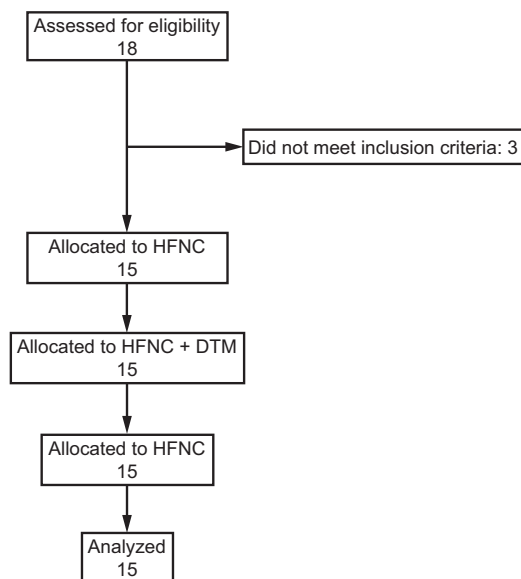 Assessed for eligibility
18
Did not meet inclusion criteria: 3
Allocated to HFNC
15
Allocated to HFNC + DTM
15
Allocated to HFNC
15
Analyzed
15